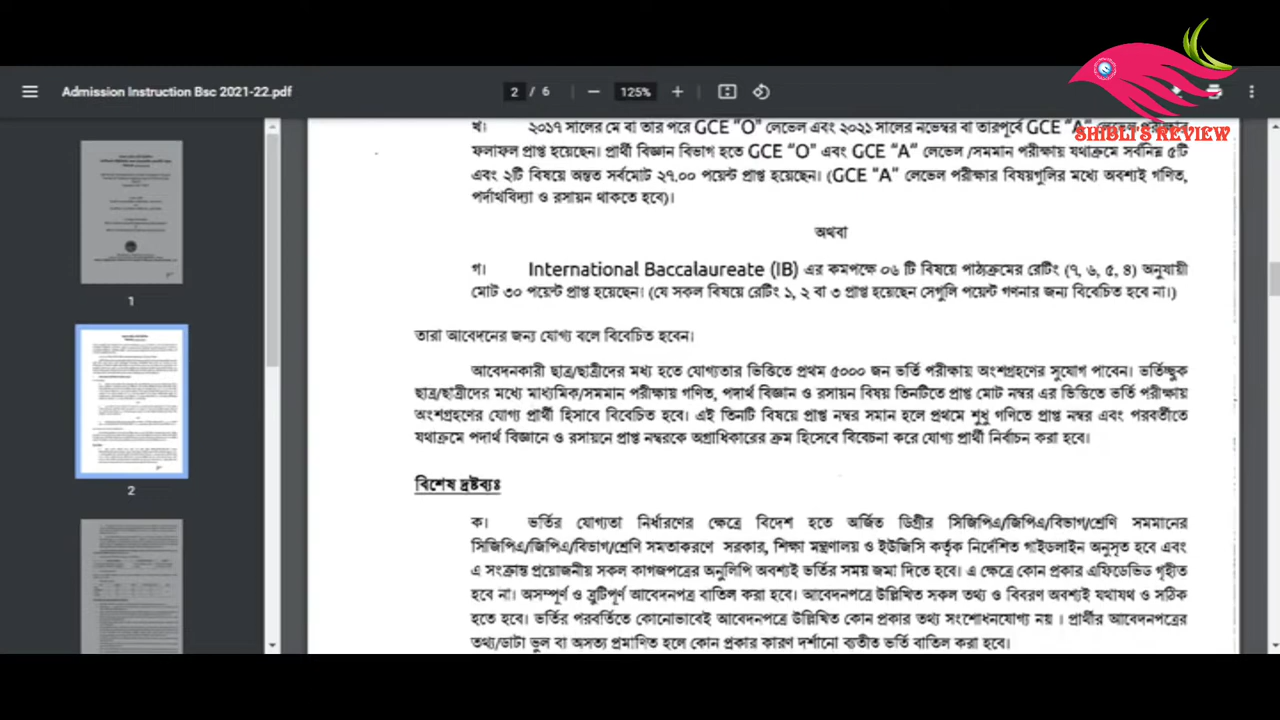 Admission Instruction Bsc 2021-22.pdf
2 / 6
125%
SHIBLI'S REVIEW
খ। ২০১৭ সালের মে বা তার পরে GCE "O" লেভেল এবং ২০২১ সালের নভেম্বর বা তারপূর্বে GCE "A" লেভেল পরীক্ষার
ফলাফল প্রাপ্ত হয়েছেন। প্রার্থী বিজ্ঞান বিভাগ হতে GCE "O" এবং GCE "A" লেভেল /সমমান পরীক্ষায় যথাক্রমে সর্বনিম্ন ৫টি
এবং ২টি বিষয়ে অন্তত সর্বমোট ২৭.০০ পয়েন্ট প্রাপ্ত হয়েছেন। (GCE "A" লেভেল পরীক্ষার বিষয়গুলির মধ্যে অবশ্যই গণিত,
পর্দাথবিদ্যা ও রসায়ন থাকতে হবে)।
অথবা
গ। International Baccalaureate (IB) এর কমপক্ষে ০৬ টি বিষয়ে পাঠ্যক্রমের রেটিং (৭, ৬, ৫, ৪) অনুযায়ী
মোট ৩০ পয়েন্ট প্রাপ্ত হয়েছেন। (যে সকল বিষয়ে রেটিং ১, ২ বা ৩ প্রাপ্ত হয়েছেন সেগুলি পয়েন্ট গণনার জন্য বিবেচিত হবে না।)
তারা আবেদনের জন্য যোগ্য বলে বিবেচিত হবেন।
আবেদনকারী ছাত্র/ছাত্রীদের মধ্য হতে যোগ্যতার ভিত্তিতে প্রথম ৫০০০ জন ভর্তি পরীক্ষায় অংশগ্রহণের সুযোগ পাবেন। ভর্তিচ্ছুক
ছাত্র/ছাত্রীদের মধ্যে মাধ্যমিক/সমমান পরীক্ষায় গণিত, পদার্থ বিজ্ঞান ও রসায়ন বিষয় তিনটিতে প্রাপ্ত মোট নম্বর এর ভিত্তিতে ভর্তি পরীক্ষায়
অংশগ্রহণের যোগ্য প্রার্থী হিসাবে বিবেচিত হবে। এই তিনটি বিষয়ে প্রাপ্ত নম্বর সমান হলে প্রথমে শুধু গণিতে প্রাপ্ত নম্বর এবং পরবর্তীতে
যথাক্রমে পদার্থ বিজ্ঞানে ও রসায়নে প্রাপ্ত নম্বরকে অগ্রাধিকারের ক্রম হিসেবে বিবেচনা করে যোগ্য প্রার্থী নির্বাচন করা হবে।
বিশেষ দ্রষ্টব্যঃ
ক। ভর্তির যোগ্যতা নির্ধারণের ক্ষেত্রে বিদেশ হতে অর্জিত ডিগ্রীর সিজিপিএ/জিপিএ/বিভাগ/শ্রেণি সমমানের
সিজিপিএ/জিপিএ/বিভাগ/শ্রেণি সমতাকরণে সরকার, শিক্ষা মন্ত্রণালয় ও ইউজিসি কর্তৃক নির্দেশিত গাইডলাইন অনুসৃত হবে এবং
এ সংক্রান্ত প্রয়োজনীয় সকল কাগজপত্রের অনুলিপি অবশ্যই ভর্তির সময় জমা দিতে হবে। এ ক্ষেত্রে কোন প্রকার এফিডেভিড গৃহীত
হবে না। অসম্পূর্ণ ও ত্রুটিপূর্ণ আবেদনপত্র বাতিল করা হবে। আবেদনপত্রে উল্লিখিত সকল তথ্য ও বিবরণ অবশ্যই যথাযথ ও সঠিক
হতে হবে। ভর্তির পরবর্তিতে কোনোভাবেই আবেদনপত্রে উল্লিখিত কোন প্রকার তথ্য সংশোধনযোগ্য নয় । প্রার্থীর আবেদনপত্রের
তথ্য/ডাটা ভুল বা অসত্য প্রমাণিত হলে কোন প্রকার কারণ দর্শানো ব্যতীত ভর্তি বাতিল করা হবে।
1
2